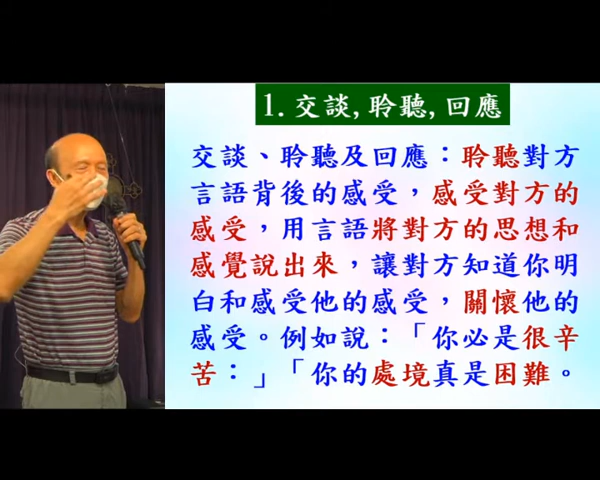 1. 交談, 聆聽, 回應
交談、聆聽及回應：聆聽對方
言語背後的感受，感受對方的
感受，用言語將對方的思想和
感覺說出來，讓對方知道你明
白和感受他的感受，關懷他的
感受。例如說：「你必是很辛
苦：」「你的處境真是困難。